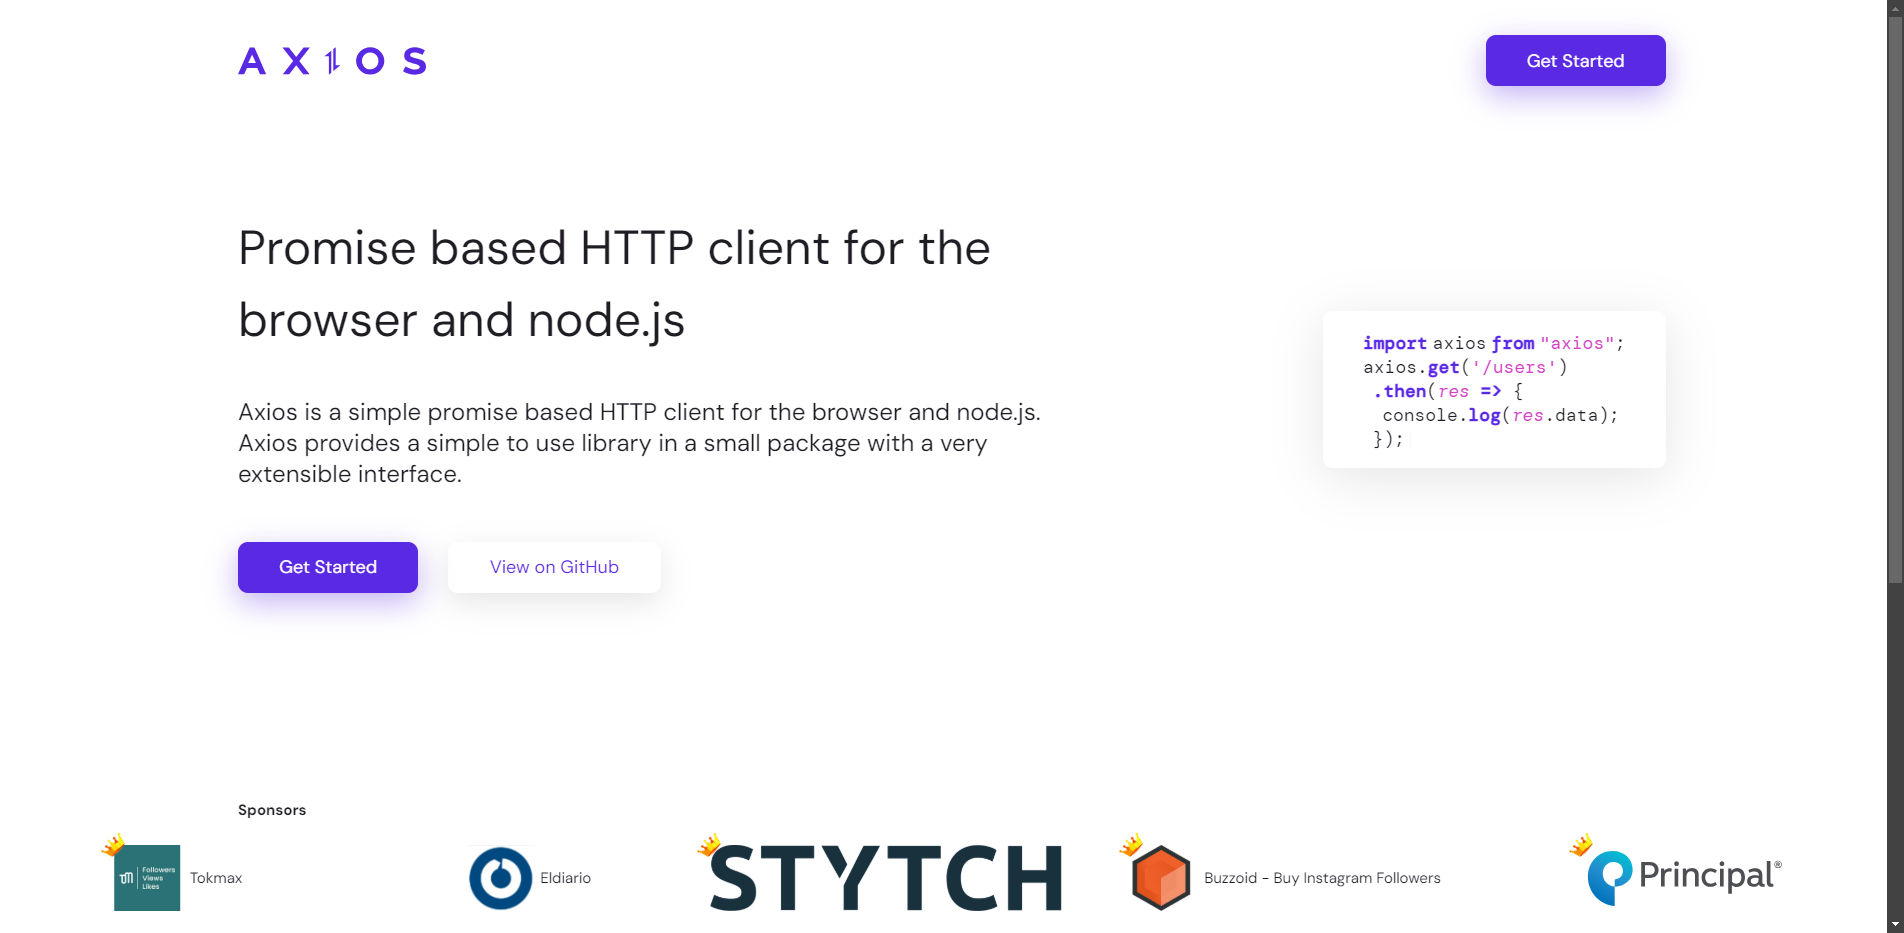 AXIOS
Get Started
Promise based HTTP client for the
browser and node.js
Axios is a simple promise based HTTP client for the browser and node.js.
Axios provides a simple to use library in a small package with a very
extensible interface.
Get Started
View on GitHub
import axios from "axios";
axios.get('/users')
.then(res => {
console.log(res.data);
});
Sponsors
Followers
Views
Likes
Tokmax
Eldiario
STYTCH
Buzzoid - Buy Instagram Followers
Principal®